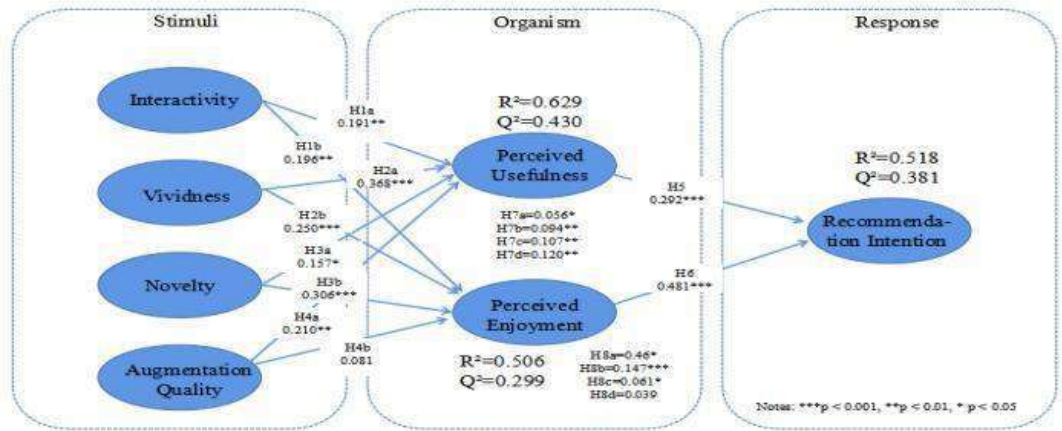 Stimuli
Organism
Response
Interactivity
Vividness
Novelty
Augmentation
Quality
H1a
0.191**
H1b
0.196**
H2a
0.368***
H2b
0.250***
H3a
0.157*
H3b
0.306***
H4a
0.210**
H4b
0.081
R²=0.629
Q²=0.430
Perceived
Usefulness
H7a=0.056*
H7b=0.094**
H7c=0.107**
H7d=0.120**
Perceived
Enjoyment
R²=0.506
Q²=0.299
H8a=0.46*
H8b=0.147***
H8c=0.061*
H8d=0.039
H5
0.292***
H6
0.481***
R²=0.518
Q²=0.381
Recommenda-
tion Intention
Notes: ***p < 0.001, **p < 0.01, * p < 0.05